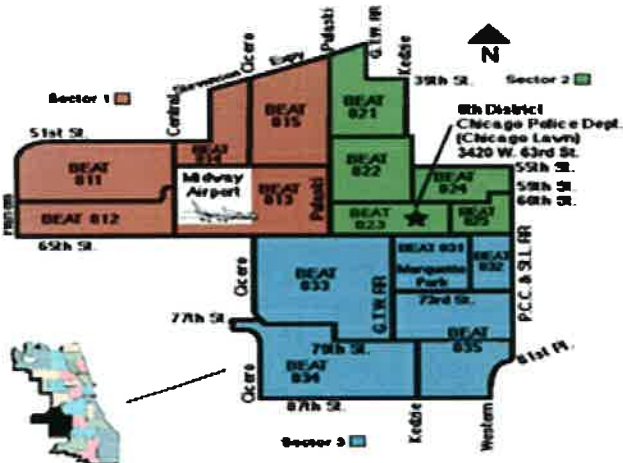 Pulaski
G.T.W. RR
Cicero
Kedzie
N
Stevenson Expy
39th St.
Sector 2
Sector 1
Central
BEAT
815
BEAT
821
8th District
Chicago Police Dept.
(Chicago Lawn)
3420 W. 63rd St.
51st St.
BEAT
814
BEAT
811
Midway
Airport
BEAT
822
BEAT
824
55th St.
59th St.
60th St.
BEAT
813
Pulaski
BEAT 812
BEAT
823
BEAT
825
65th St.
Cicero
BEAT
833
G.T.W. RR
BEAT 831
Marquette
Park
BEAT
832
P.C.C. & St.L. RR
73rd St.
77th St.
79th St.
BEAT
835
81st Pl.
Cicero
BEAT
834
87th St.
Kedzie
Western
Sector 3